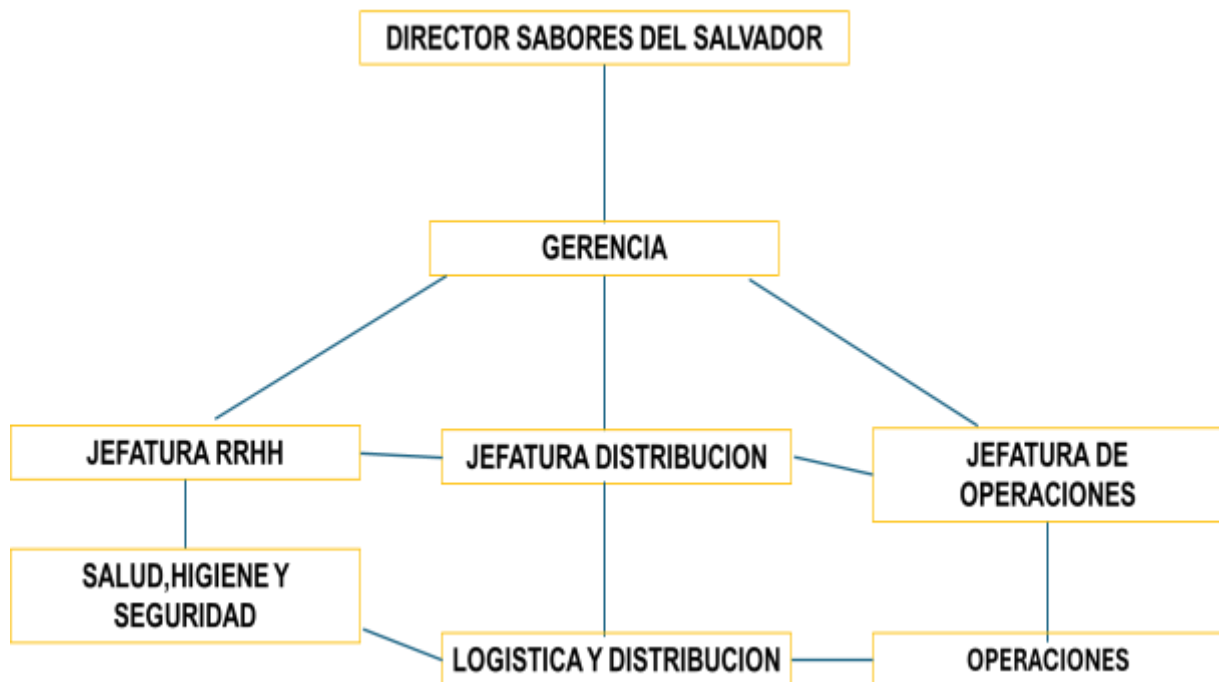 DIRECTOR SABORES DEL SALVADOR
GERENCIA
JEFATURA RRHH
JEFATURA DISTRIBUCION
JEFATURA DE
OPERACIONES
SALUD,HIGIENE Y
SEGURIDAD
LOGISTICA Y DISTRIBUCION
OPERACIONES